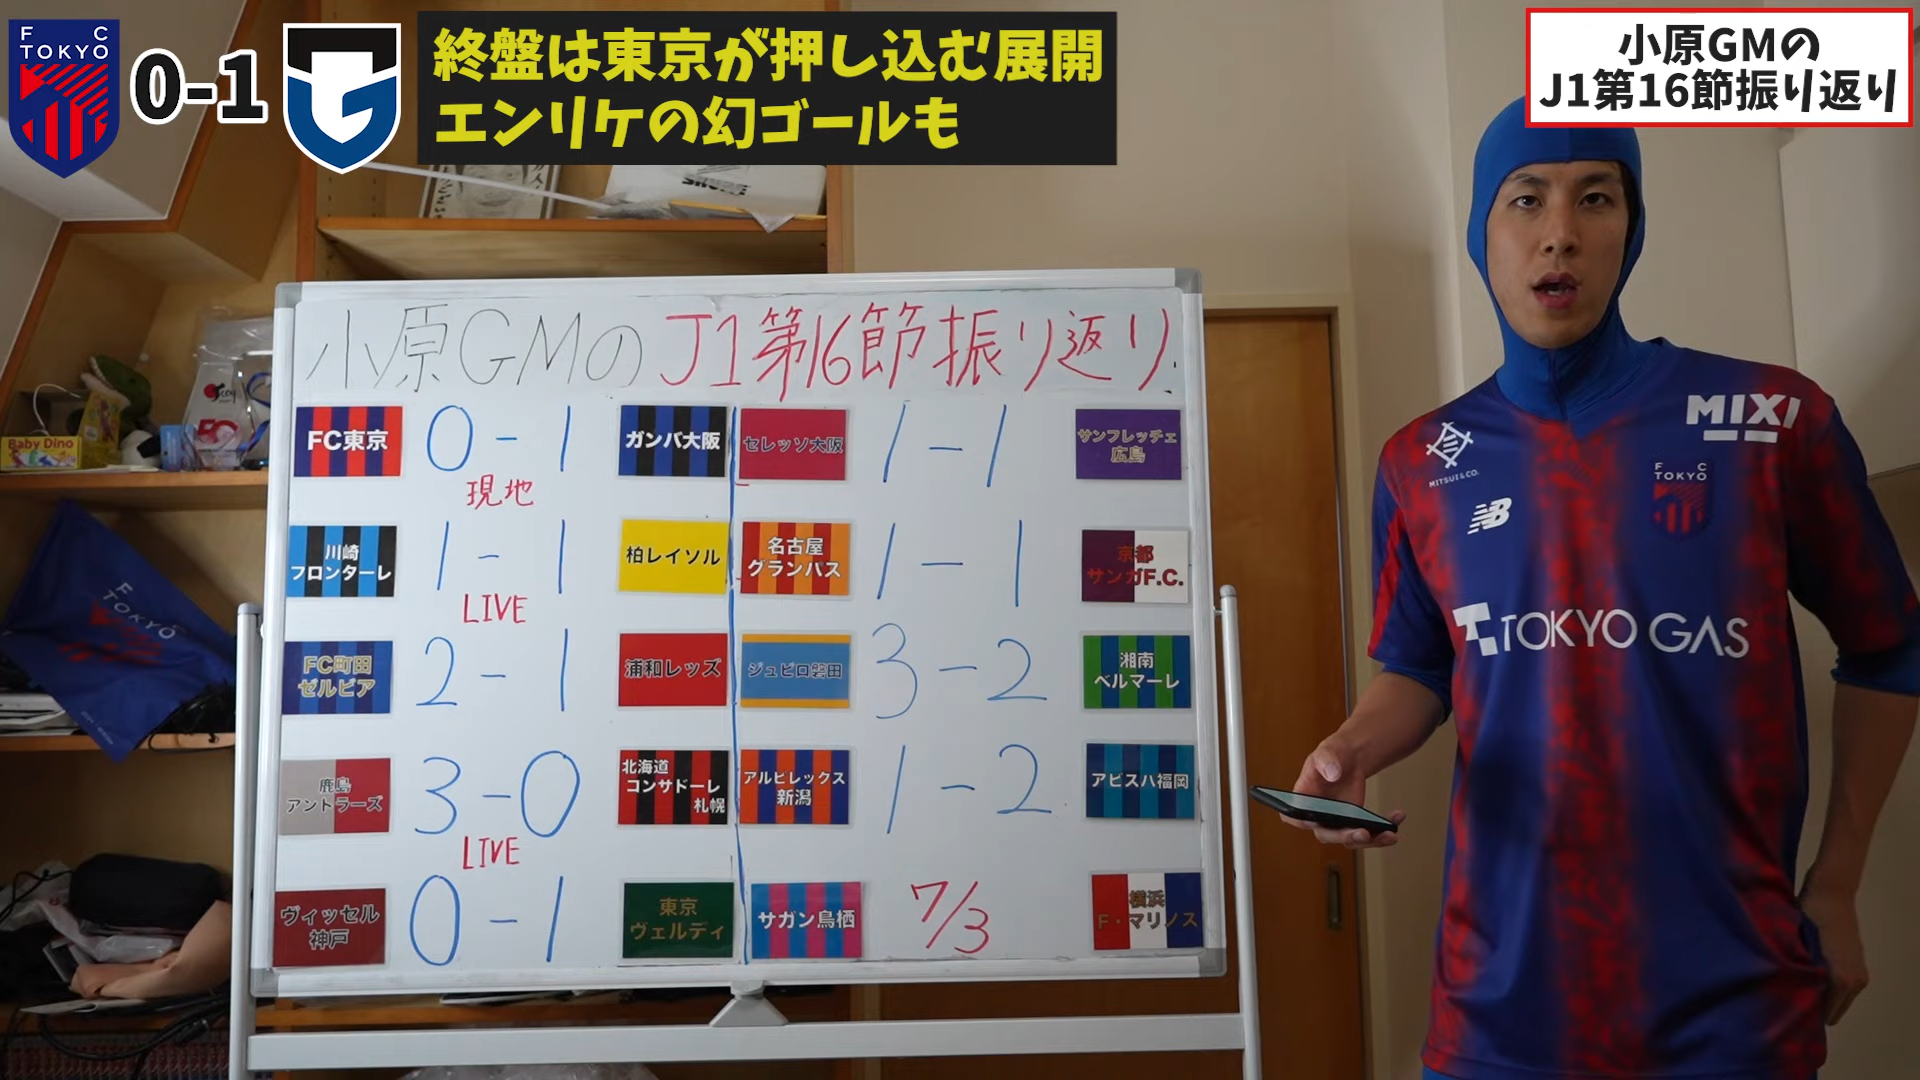 FC
TOKYO
0-1
G
終盤は東京が押し込む展開
エンリケの幻ゴールも
小原GMの
J1第16節振り返り
小原GMのJ1第16節振り返り
FC東京 0-1 ガンバ大阪
現地
川崎
フロンターレ 1-1 柏レイソル
LIVE
FC町田
ゼルビア 2-1 浦和レッズ
鹿島
アントラーズ 3-0 北海道
コンサドーレ
札幌
LIVE
ヴィッセル
神戸 0-1 東京
ヴェルディ
セレッソ大阪 1-1 サンフレッチェ
広島
名古屋
グランパス 1-1 京都
サンガF.C.
ジュビロ磐田 3-2 湘南
ベルマーレ
アルビレックス
新潟 1-2 アビスパ福岡
サガン鳥栖 7/3 横浜
F・マリノス
MIXI
MITSUI&CO.
NB
FC
TOKYO
TOKYO GAS
Baby Dino
FC
TOKYO